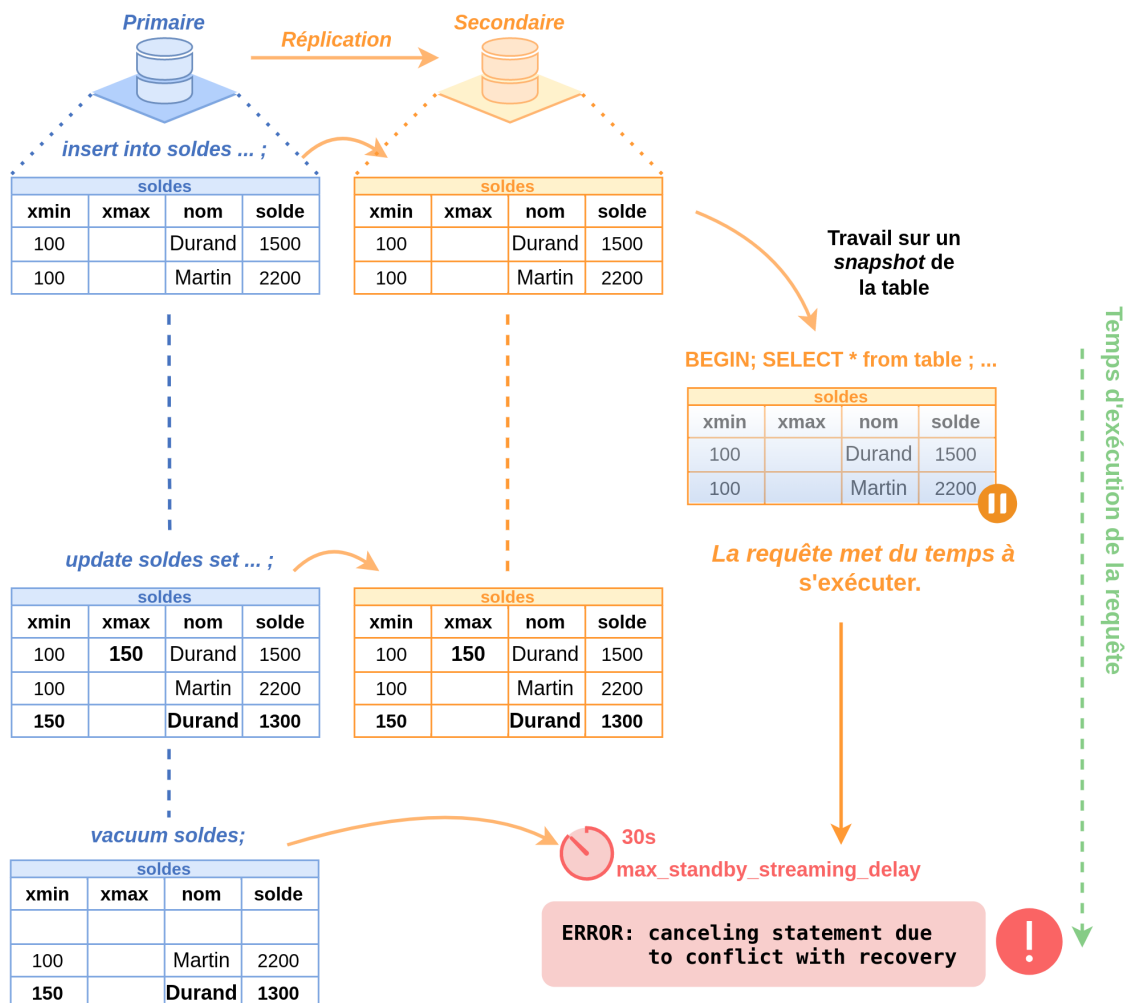 Primaire
Secondaire
Réplication
insert into soldes ... ;
soldes
xmin xmax nom solde
100 Durand 1500
100 Martin 2200
soldes
xmin xmax nom solde
100 Durand 1500
100 Martin 2200
Travail sur un
snapshot de
la table
BEGIN; SELECT * from table ; ...
soldes
xmin xmax nom solde
100 Durand 1500
100 Martin 2200
La requête met du temps à
s'exécuter.
Temps d'exécution de la requête
update soldes set ... ;
soldes
xmin xmax nom solde
100 150 Durand 1500
100 Martin 2200
150 Durand 1300
soldes
xmin xmax nom solde
100 150 Durand 1500
100 Martin 2200
150 Durand 1300
vacuum soldes;
soldes
xmin xmax nom solde
100 Martin 2200
150 Durand 1300
30s
max_standby_streaming_delay
ERROR: canceling statement due
to conflict with recovery